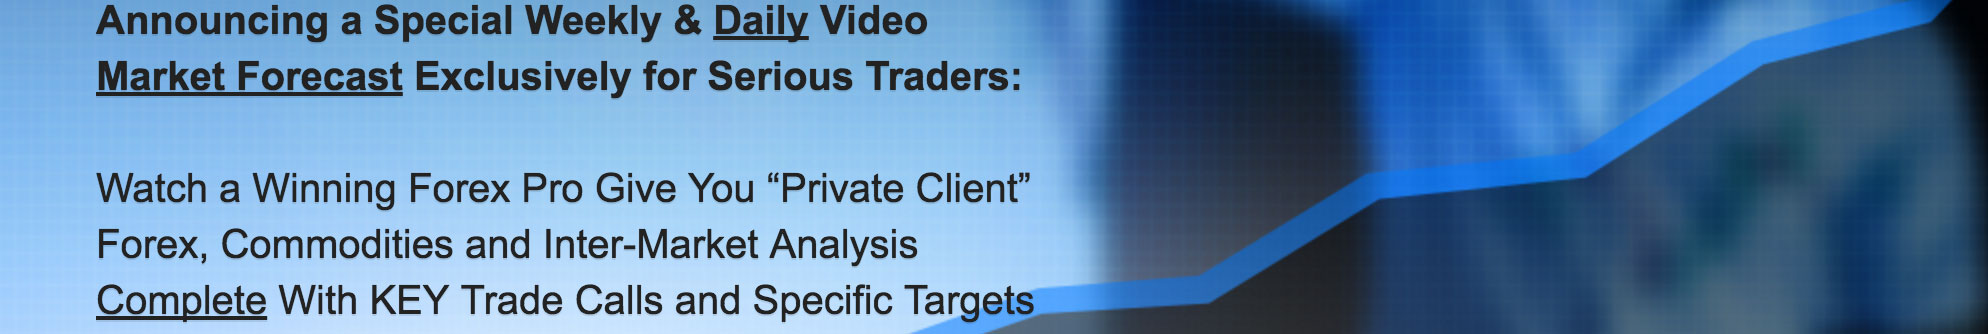 Announcing a Special Weekly & Daily Video
Market Forecast Exclusively for Serious Traders:
Watch a Winning Forex Pro Give You “Private Client”
Forex, Commodities and Inter-Market Analysis
Complete With KEY Trade Calls and Specific Targets